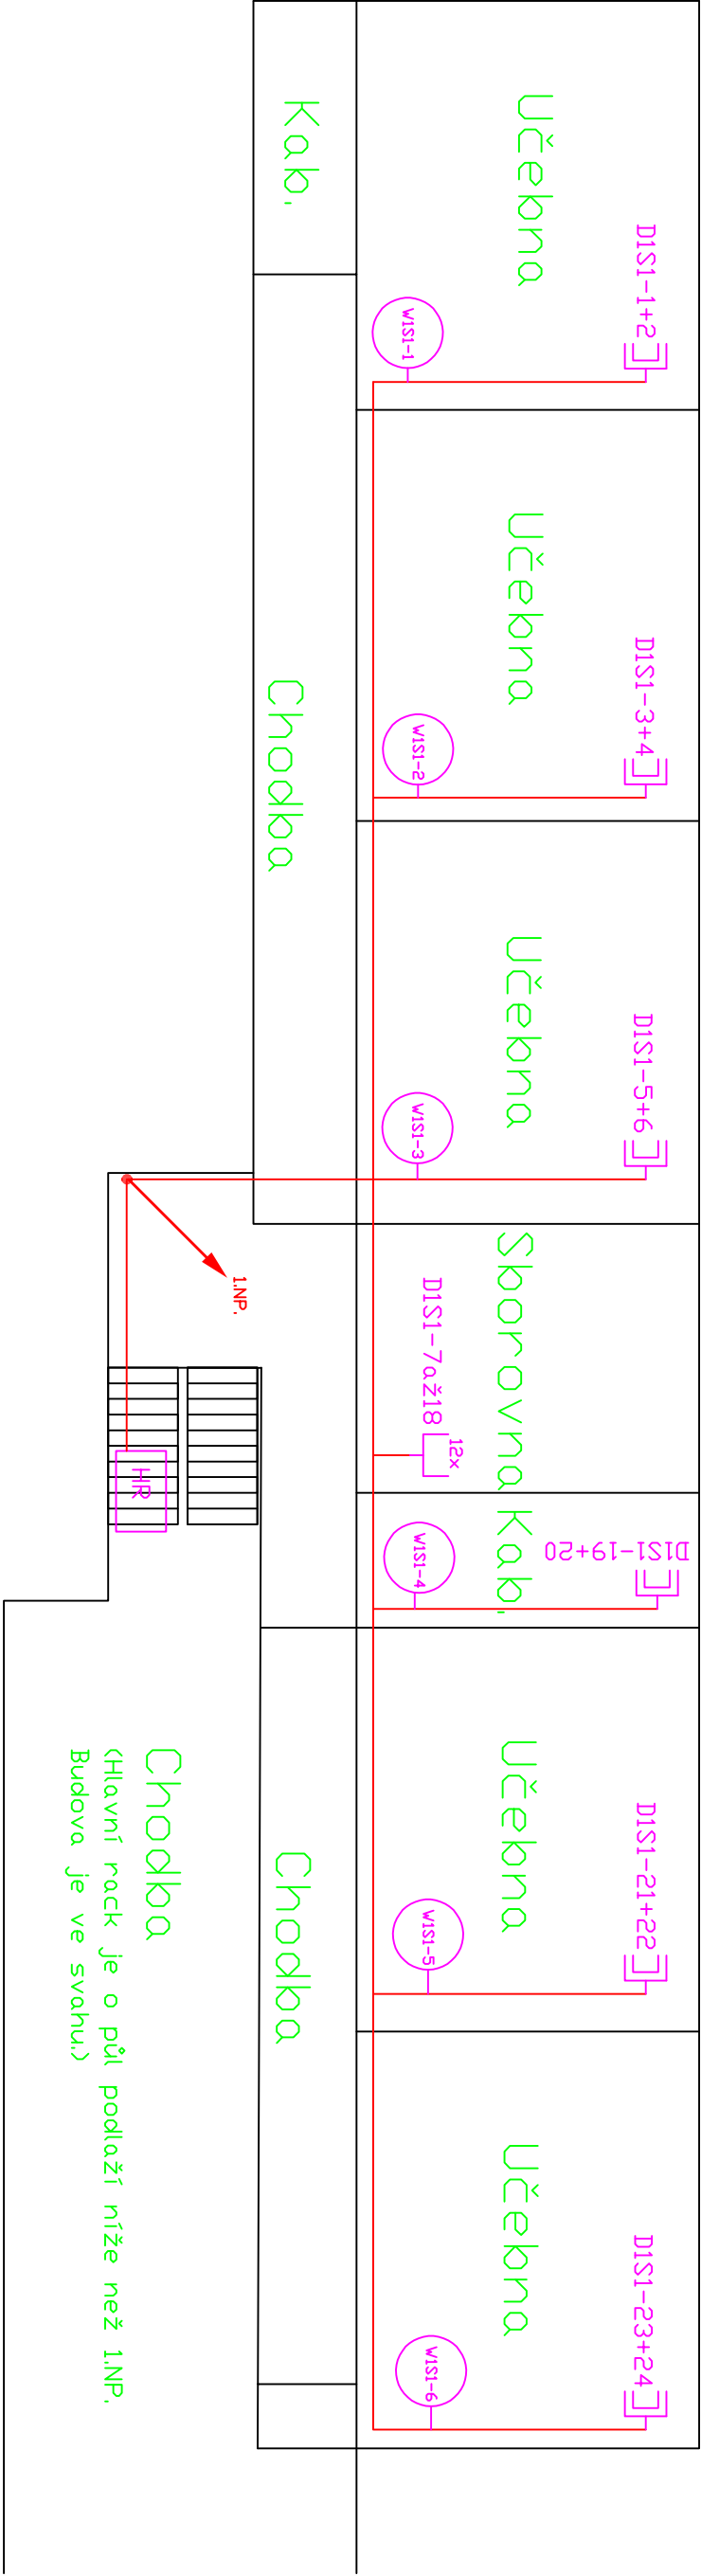 Kab.
Učebna
D1S1-1+2
W1S1-1
Učebna
D1S1-3+4
W1S1-2
Chodba
Učebna
D1S1-5+6
W1S1-3
1.NP.
Sborovna
D1S1-7až18
12x
HR
Kab.
D1S1-19+20
W1S1-4
Učebna
D1S1-21+22
W1S1-5
Chodba
Chodba
(Hlavní rack je o půl podlaží níže než 1.NP.
Budova je ve svahu.)
Učebna
D1S1-23+24
W1S1-6